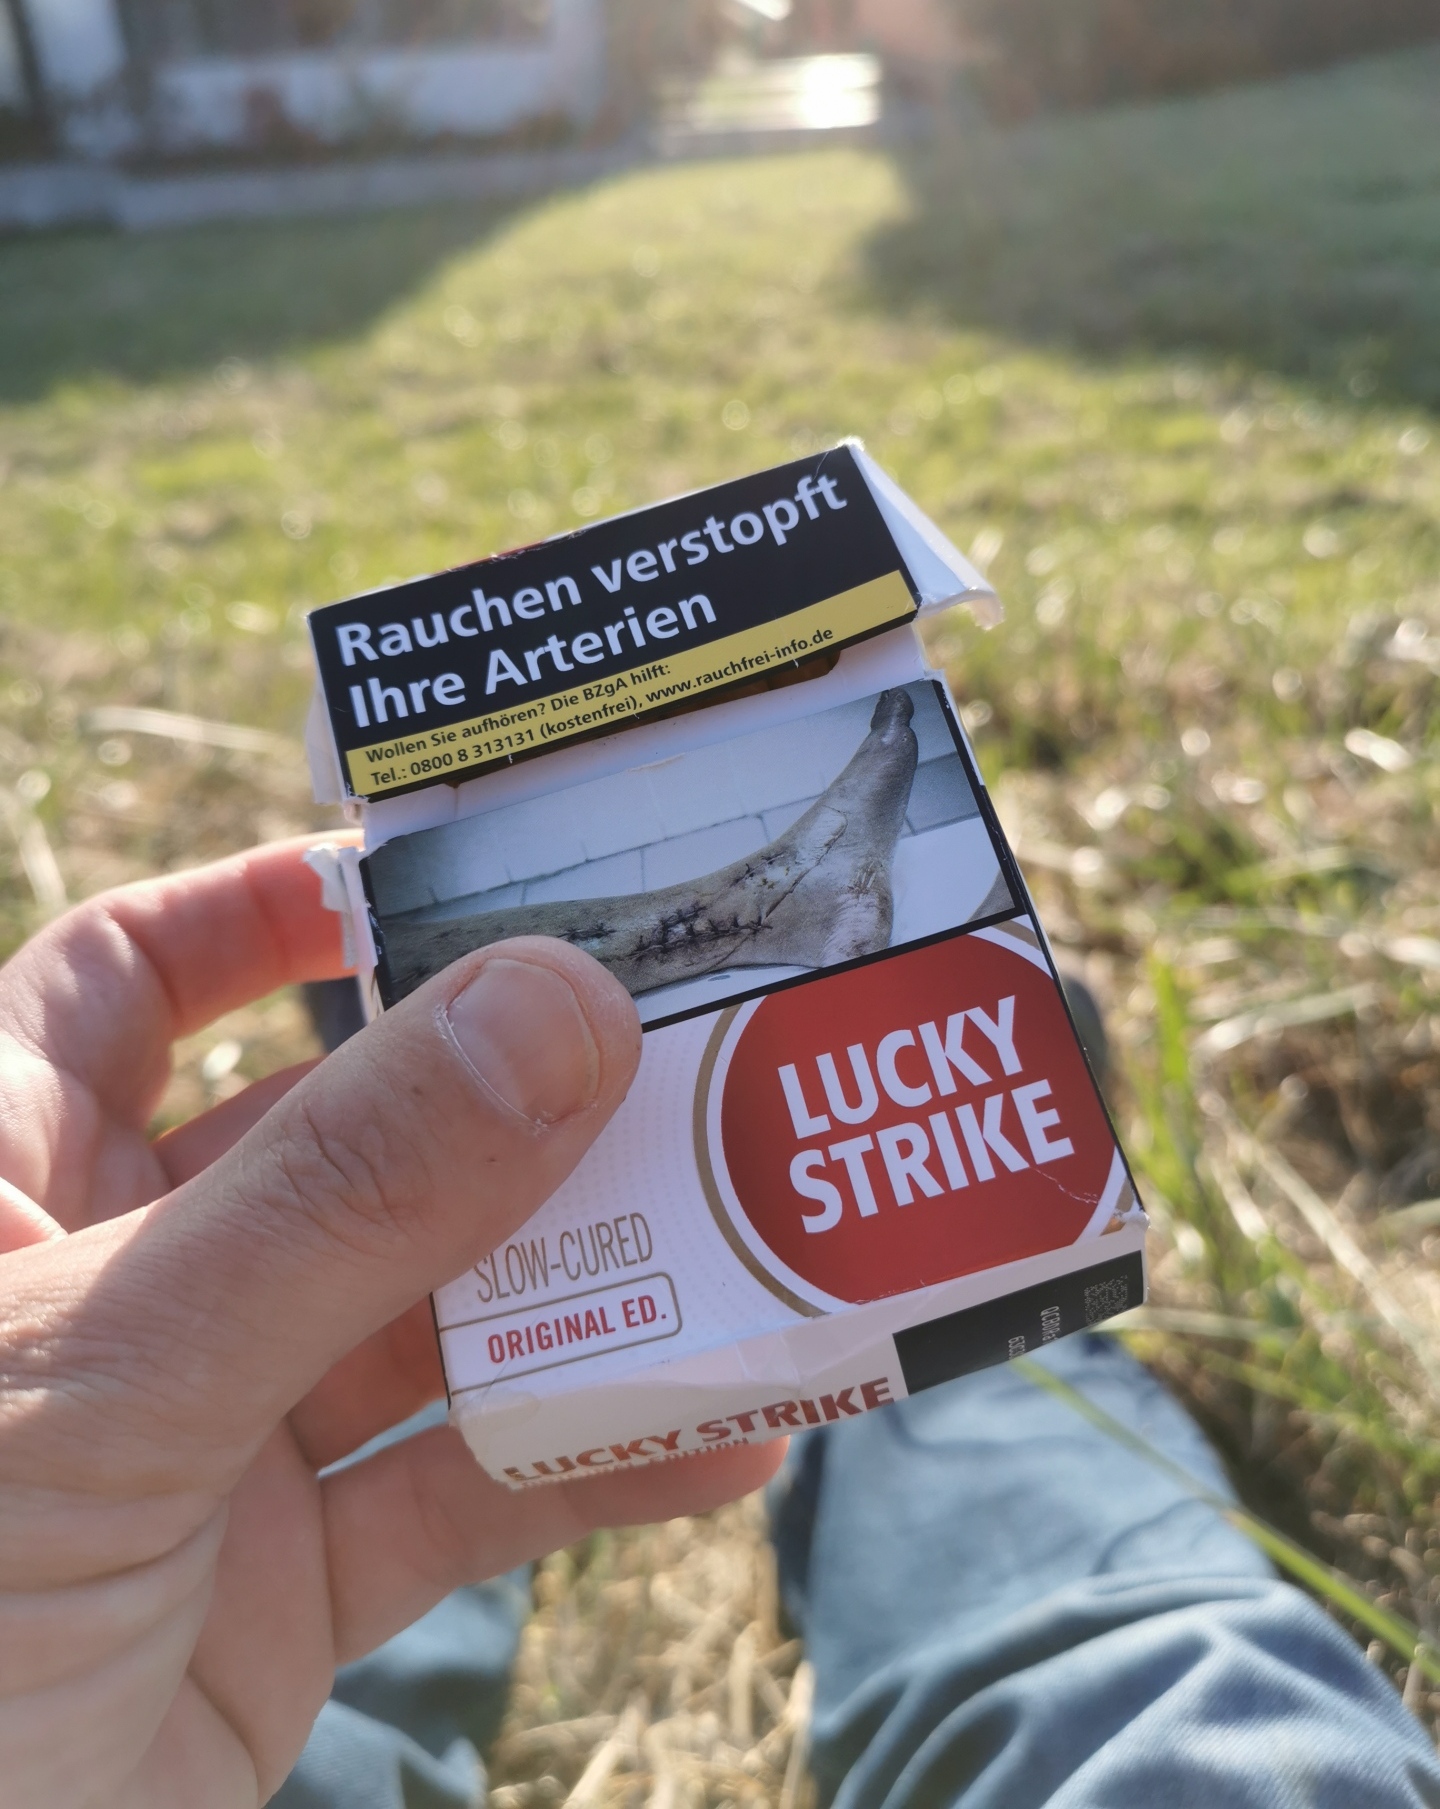 Rauchen verstopft
Ihre Arterien
Wollen Sie aufhören? Die BZgA hilft:
Tel.: 0800 8 313131 (kostenfrei), www.rauchfrei-info.de
LUCKY
STRIKE
SLOW-CURED
ORIGINAL ED.
LUCKY STRIKE
EDITION